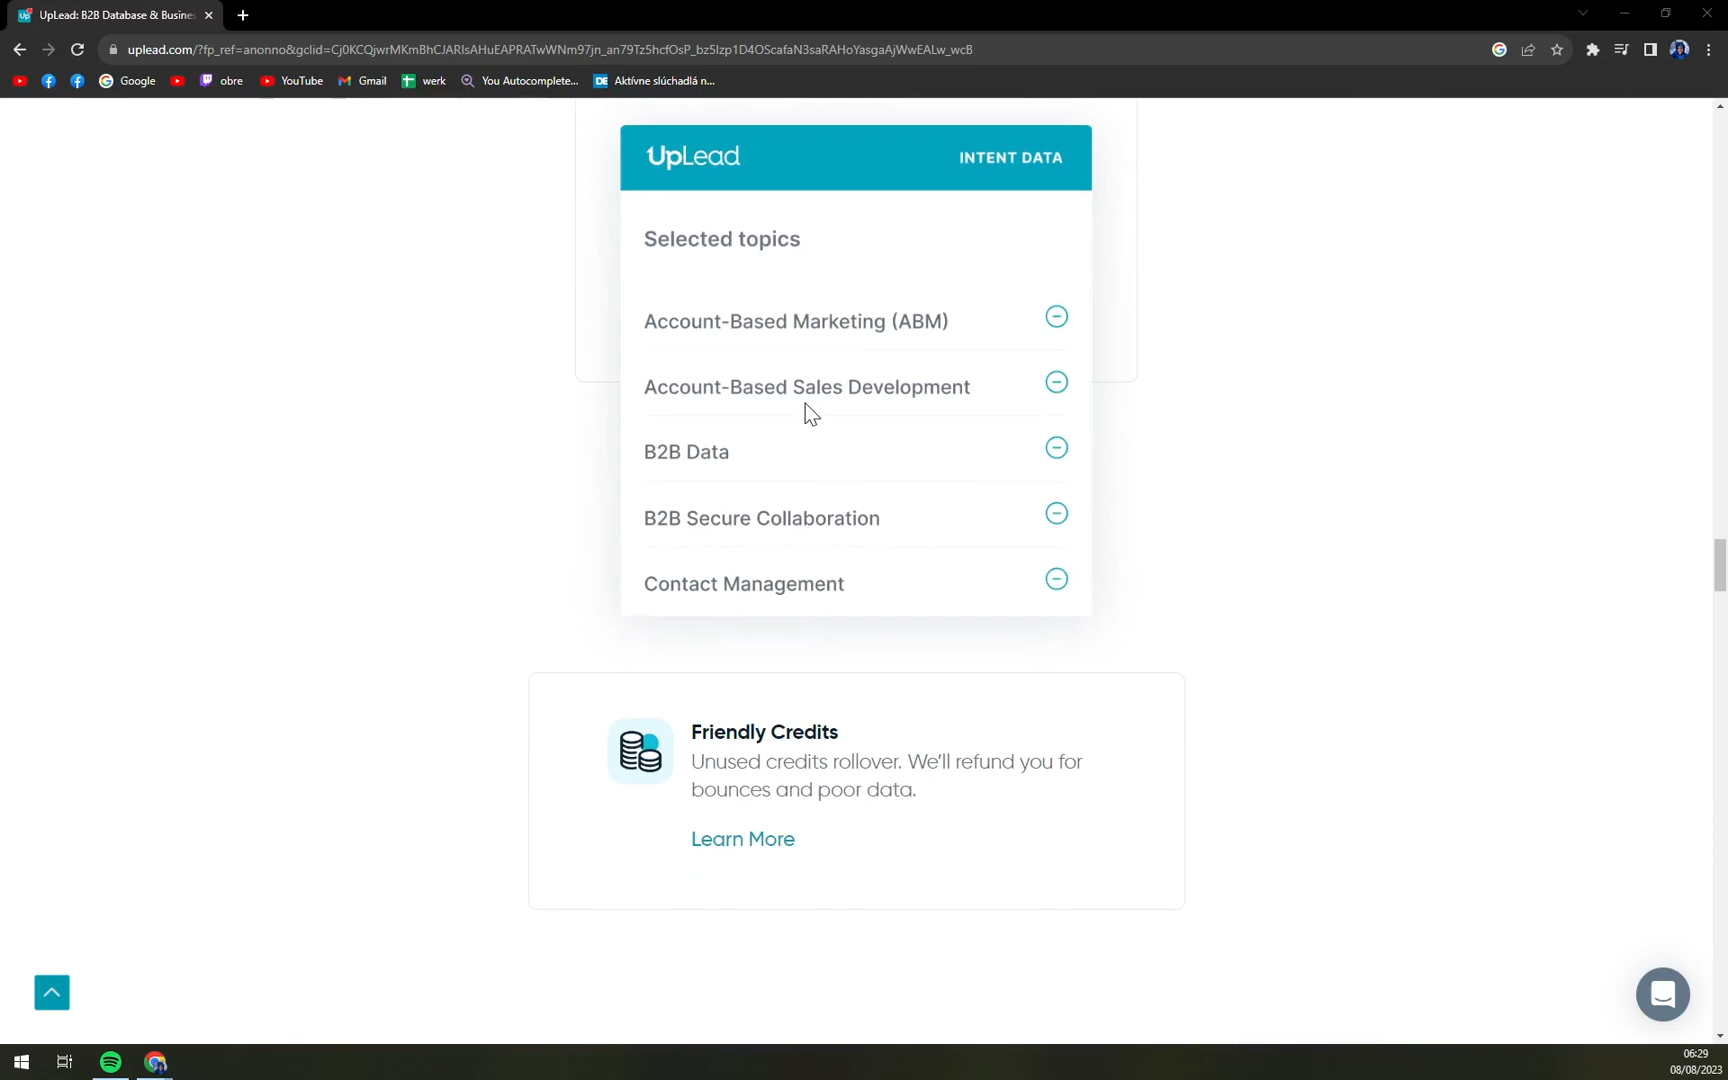 UpLead: B2B Database & Busines
uplead.com/?fp_ref=anonno&gclid=Cj0KCQjwrMKmBhCJARIsAHuEAPRATwWNm97jn_an79Tz5hcfOsP_bz5Izp1D4OScafaN3saRAHoYasgaAjWwEALw_wcB
Google
obre
YouTube
Gmail
werk
You Autocomplete...
DE
Aktívne slúchadlá n...
UpLead
INTENT DATA
Selected topics
Account-Based Marketing (ABM)
Account-Based Sales Development
B2B Data
B2B Secure Collaboration
Contact Management
Friendly Credits
Unused credits rollover. We'll refund you for
bounces and poor data.
Learn More
06:29
08/08/2023